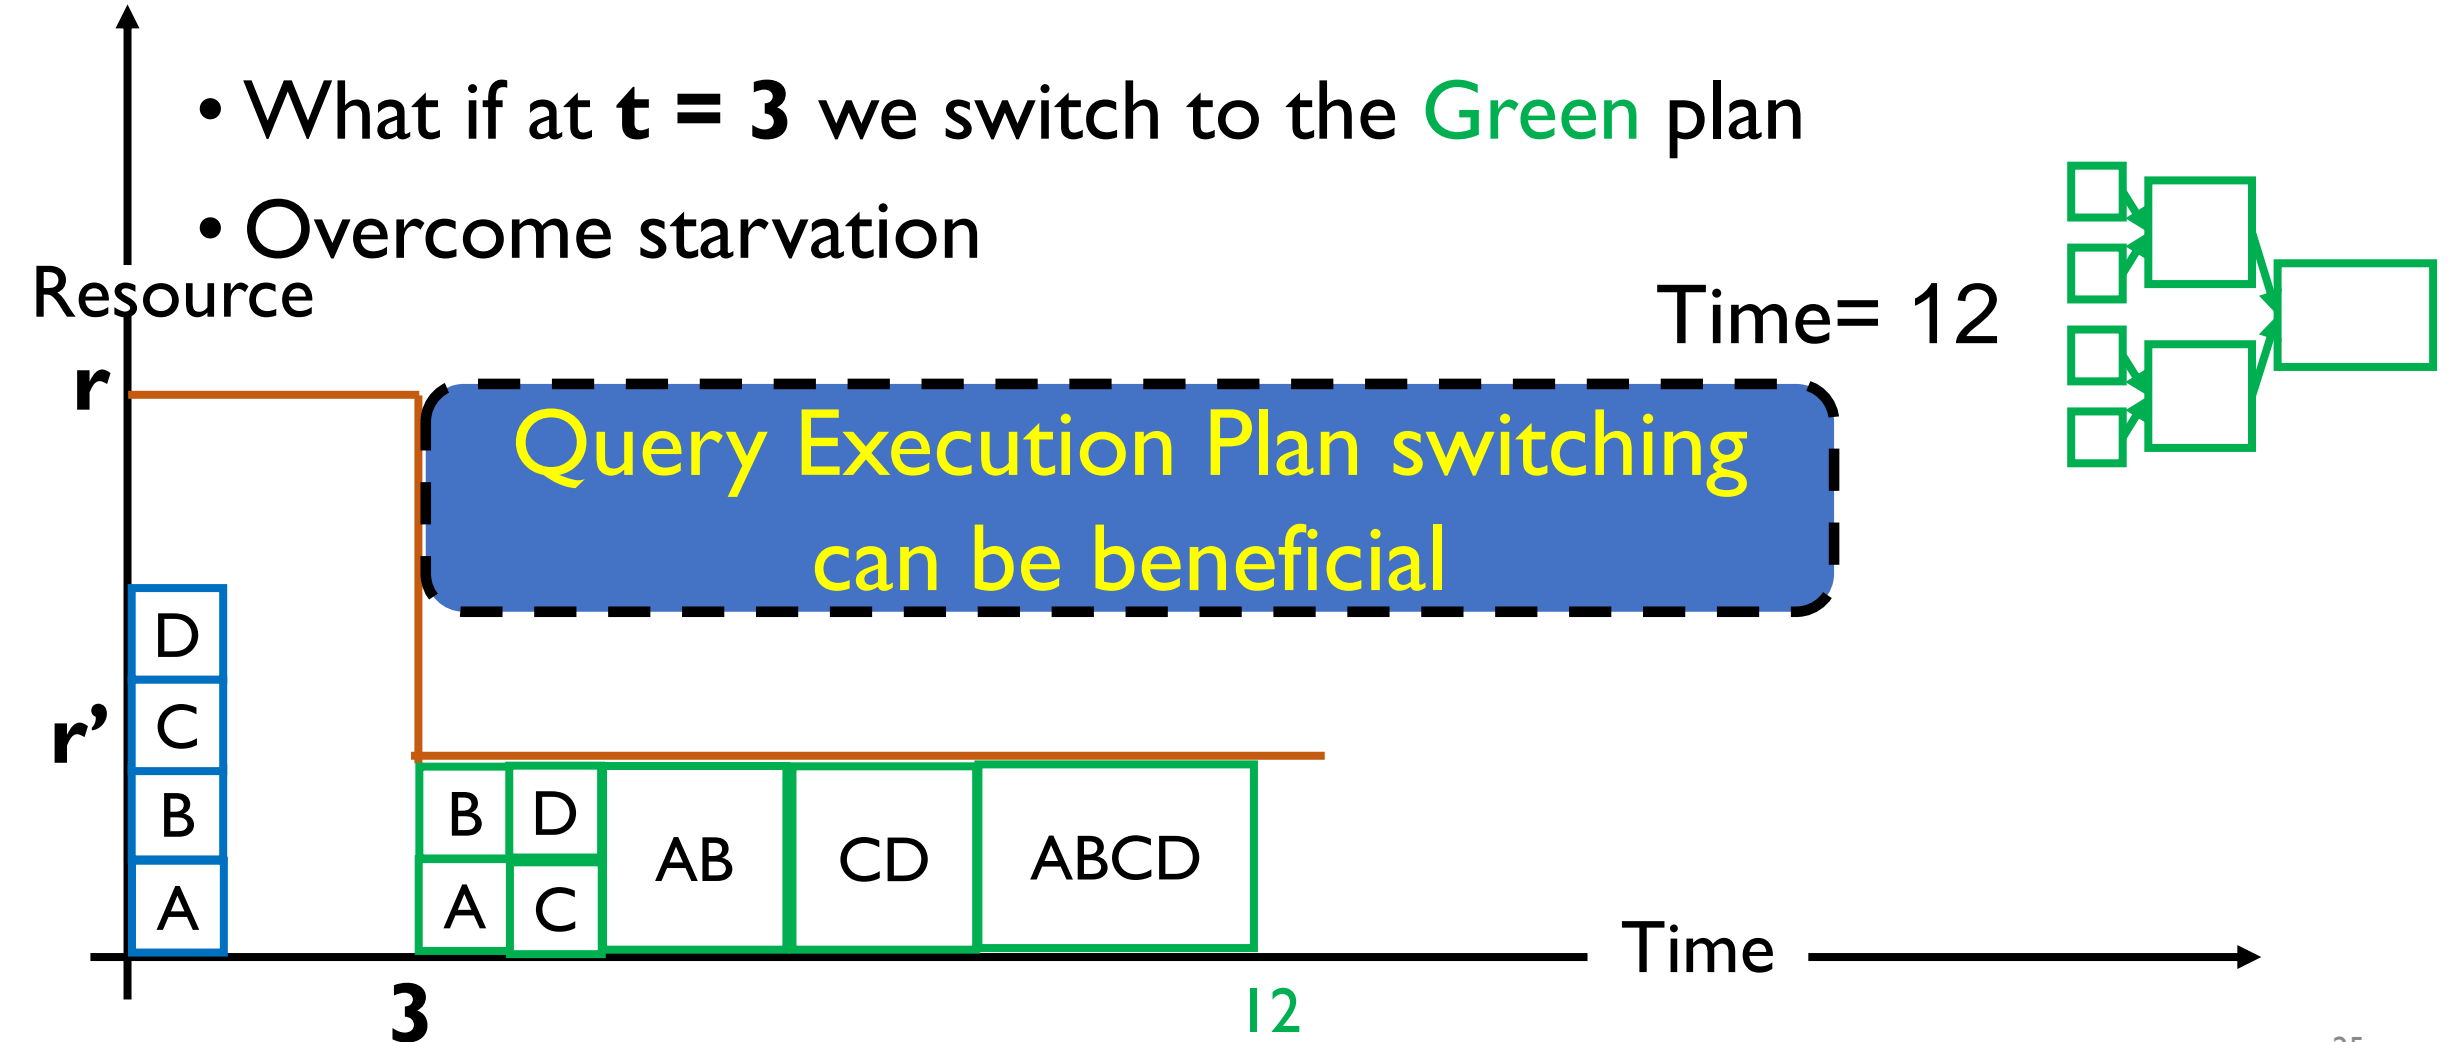 • What if at t = 3 we switch to the Green plan
• Overcome starvation
Resource
Time= 12
r
Query Execution Plan switching
can be beneficial
D
C
r’
B
A
B
D
A
C
AB
CD
ABCD
Time
3
12